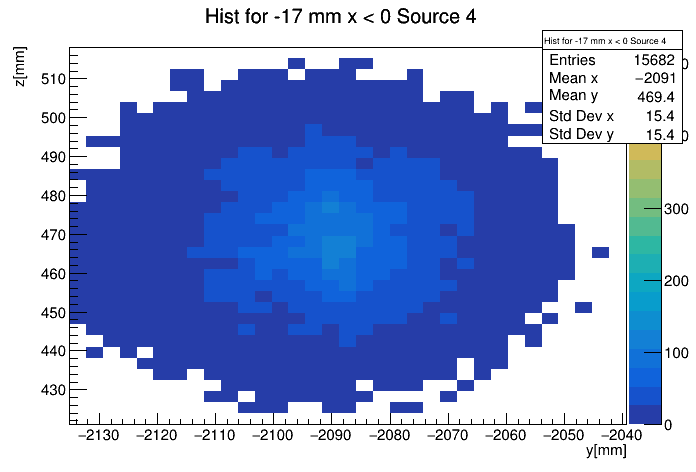 Hist for -17 mm x < 0 Source 4
Hist for -17 mm x < 0 Source 4
Entries 15682
Mean x −2091
Mean y 469.4
Std Dev x 15.4
Std Dev y 15.4
z[mm]
510
500
490
480
470
460
450
440
430
300
200
100
0
−2130 −2120 −2110 −2100 −2090 −2080 −2070 −2060 −2050 −2040
y[mm]